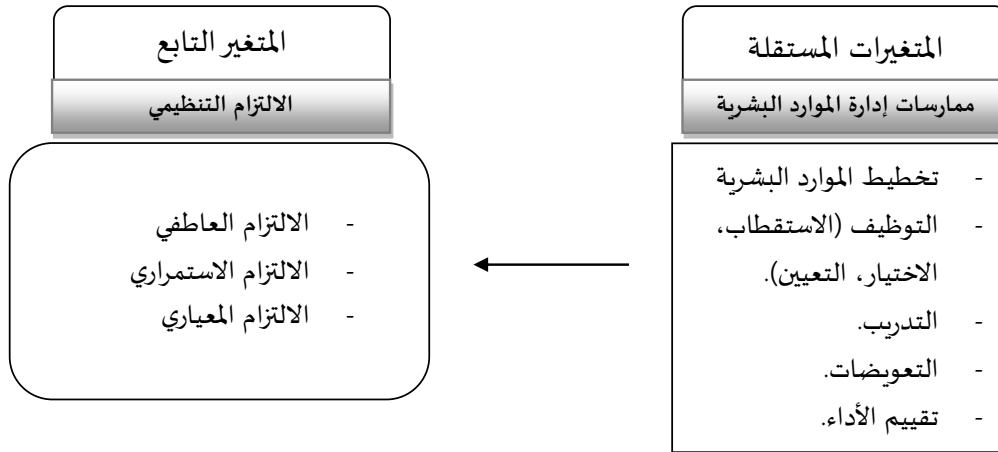 المتغيرات المستقلة
ممارسات إدارة الموارد البشرية
- تخطيط الموارد البشرية
- التوظيف (الاستقطاب،
الاختيار، التعيين).
- التدريب.
- التعويضات.
- تقييم الأداء.
المتغير التابع
الالتزام التنظيمي
- الالتزام العاطفي
- الالتزام الاستمراري
- الالتزام المعياري